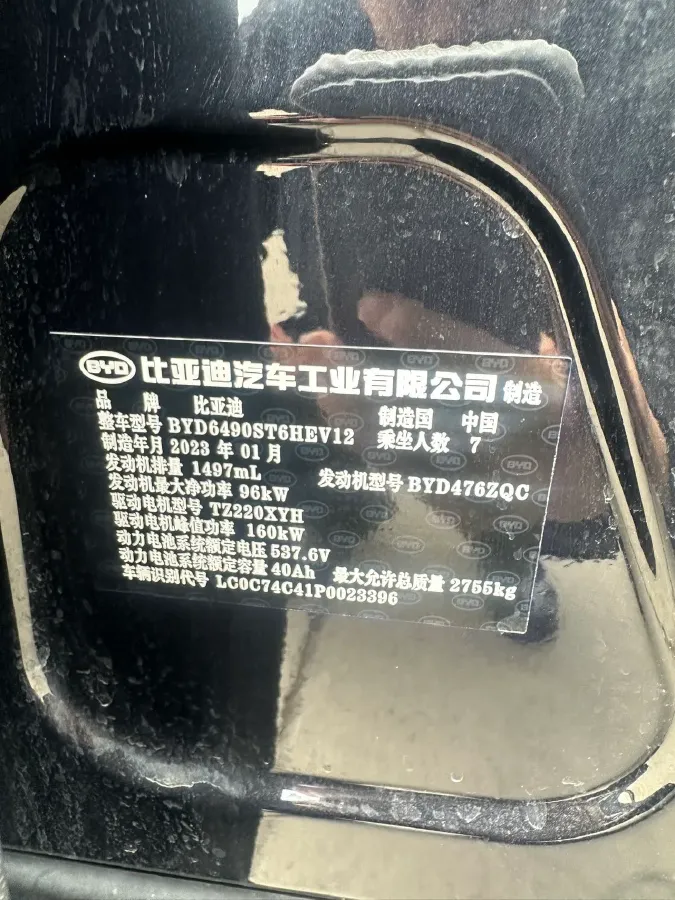 BYD 比亚迪汽车工业有限公司 制造
品 牌 比亚迪 制造国 中国
整车型号 BYD6490ST6HEV12 乘坐人数 7
制造年月 2023 年 01 月
发动机排量 1497mL 发动机型号 BYD476ZQC
发动机最大净功率 96kW
驱动电机型号 TZ220XYH
驱动电机峰值功率 160kW
动力电池系统额定电压 537.6V
动力电池系统额定容量 40Ah 最大允许总质量 2755kg
车辆识别代号 LC0C74C41P0023396